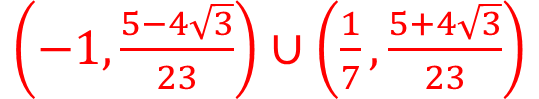 (−1, (5−4√3)/23) ∪ (1/7, (5+4√3)/23)